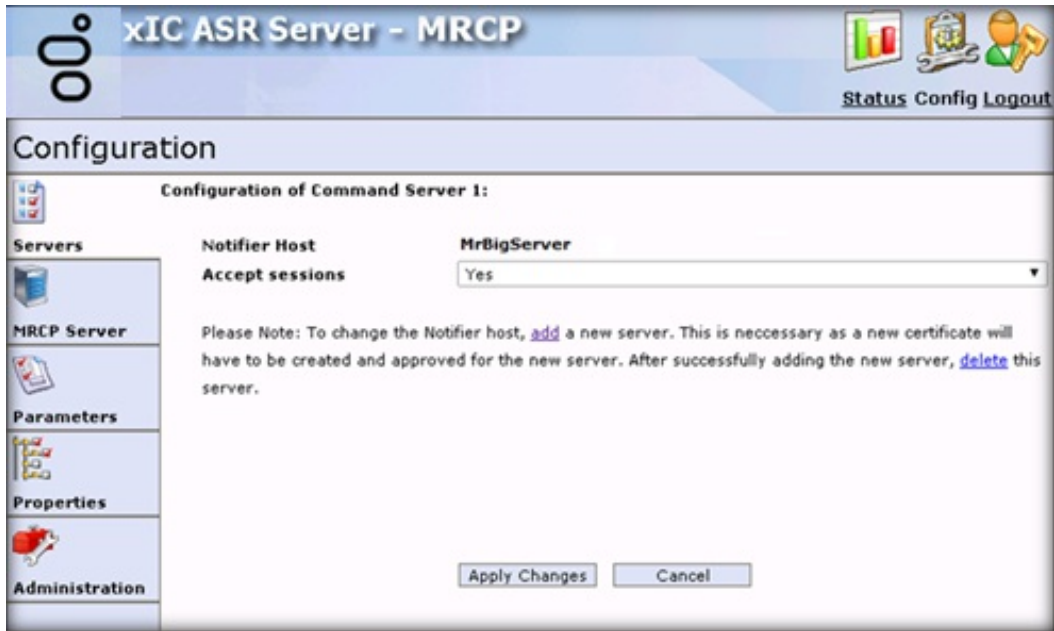 xIC ASR Server - MRCP
Status Config Logout
Configuration
Configuration of Command Server 1:
Servers
Notifier Host MrBigServer
Accept sessions Yes
MRCP Server
Please Note: To change the Notifier host, add a new server. This is neccessary as a new certificate will
have to be created and approved for the new server. After successfully adding the new server, delete this
server.
Parameters
Properties
Administration
Apply Changes Cancel